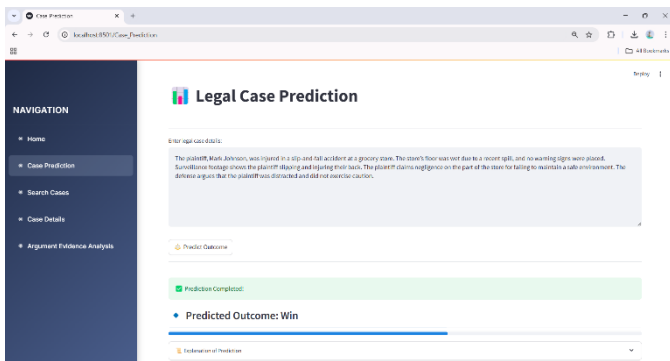 Case Prediction
localhost:8501/Case_Prediction
All Bookmarks
Deploy
NAVIGATION
Home
Case Prediction
Search Cases
Case Details
Argument Evidence Analysis
Legal Case Prediction
Enter legal case details:
The plaintiff, Mark Johnson, was injured in a slip-and-fall accident at a grocery store. The store's floor was wet due to a recent spill, and no warning signs were placed.
Surveillance footage shows the plaintiff slipping and injuring their back. The plaintiff claims negligence on the part of the store for failing to maintain a safe environment. The
defense argues that the plaintiff was distracted and did not exercise caution.
Predict Outcome
Prediction Completed!
Predicted Outcome: Win
Explanation of Prediction